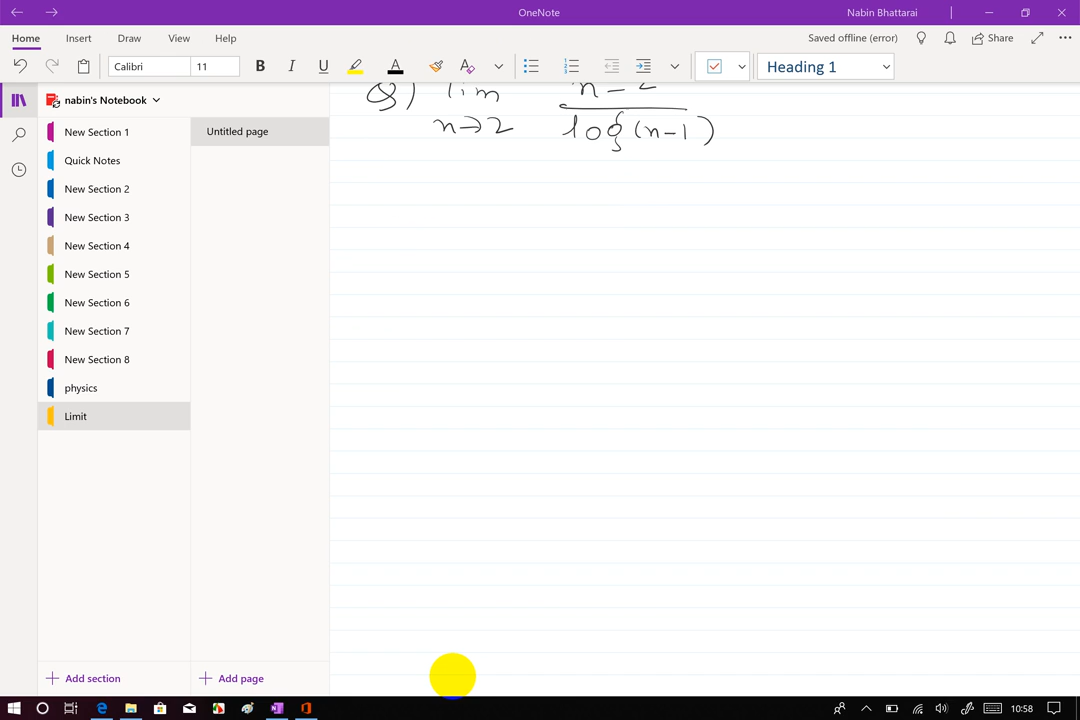 OneNote
Nabin Bhattarai
Home Insert Draw View Help
Saved offline (error)
Share
Calibri 11 B I U A Heading 1
nabin's Notebook
New Section 1
Quick Notes
New Section 2
New Section 3
New Section 4
New Section 5
New Section 6
New Section 7
New Section 8
physics
Limit
Untitled page
Q) lim n-2
n→2 log(n-1)
Add section
Add page
10:58